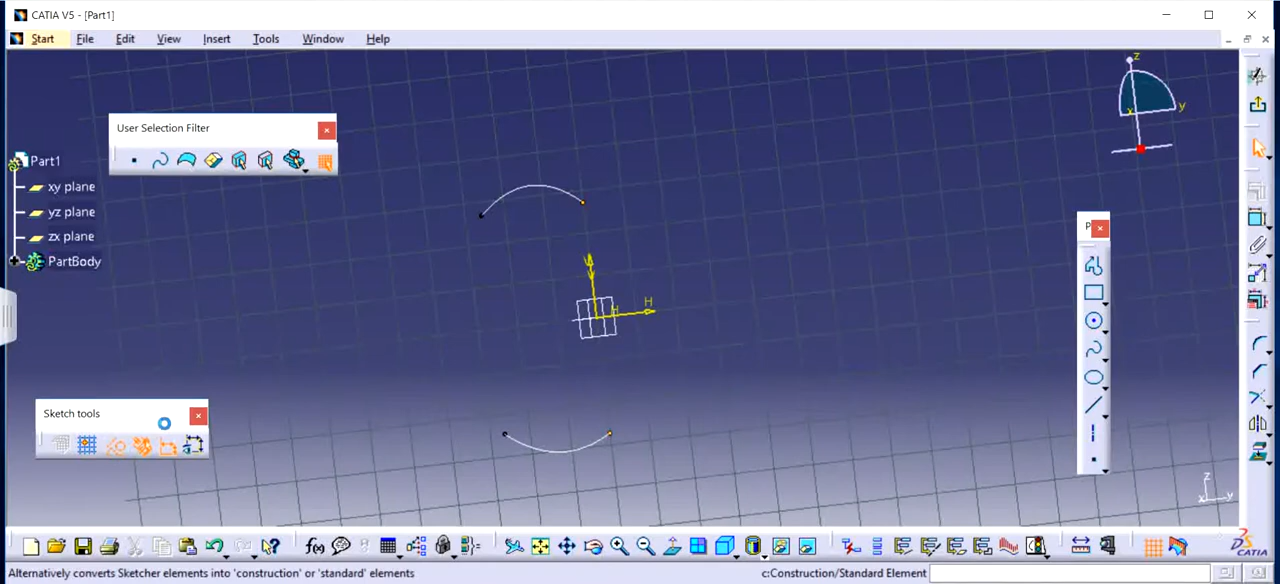 CATIA V5 - [Part1]
Start File Edit View Insert Tools Window Help
z
y
x
User Selection Filter
Part1
xy plane
yz plane
zx plane
PartBody
P
H
H
Sketch tools
z
x y
f(x)
DS
CATIA
Alternatively converts Sketcher elements into 'construction' or 'standard' elements
c:Construction/Standard Element